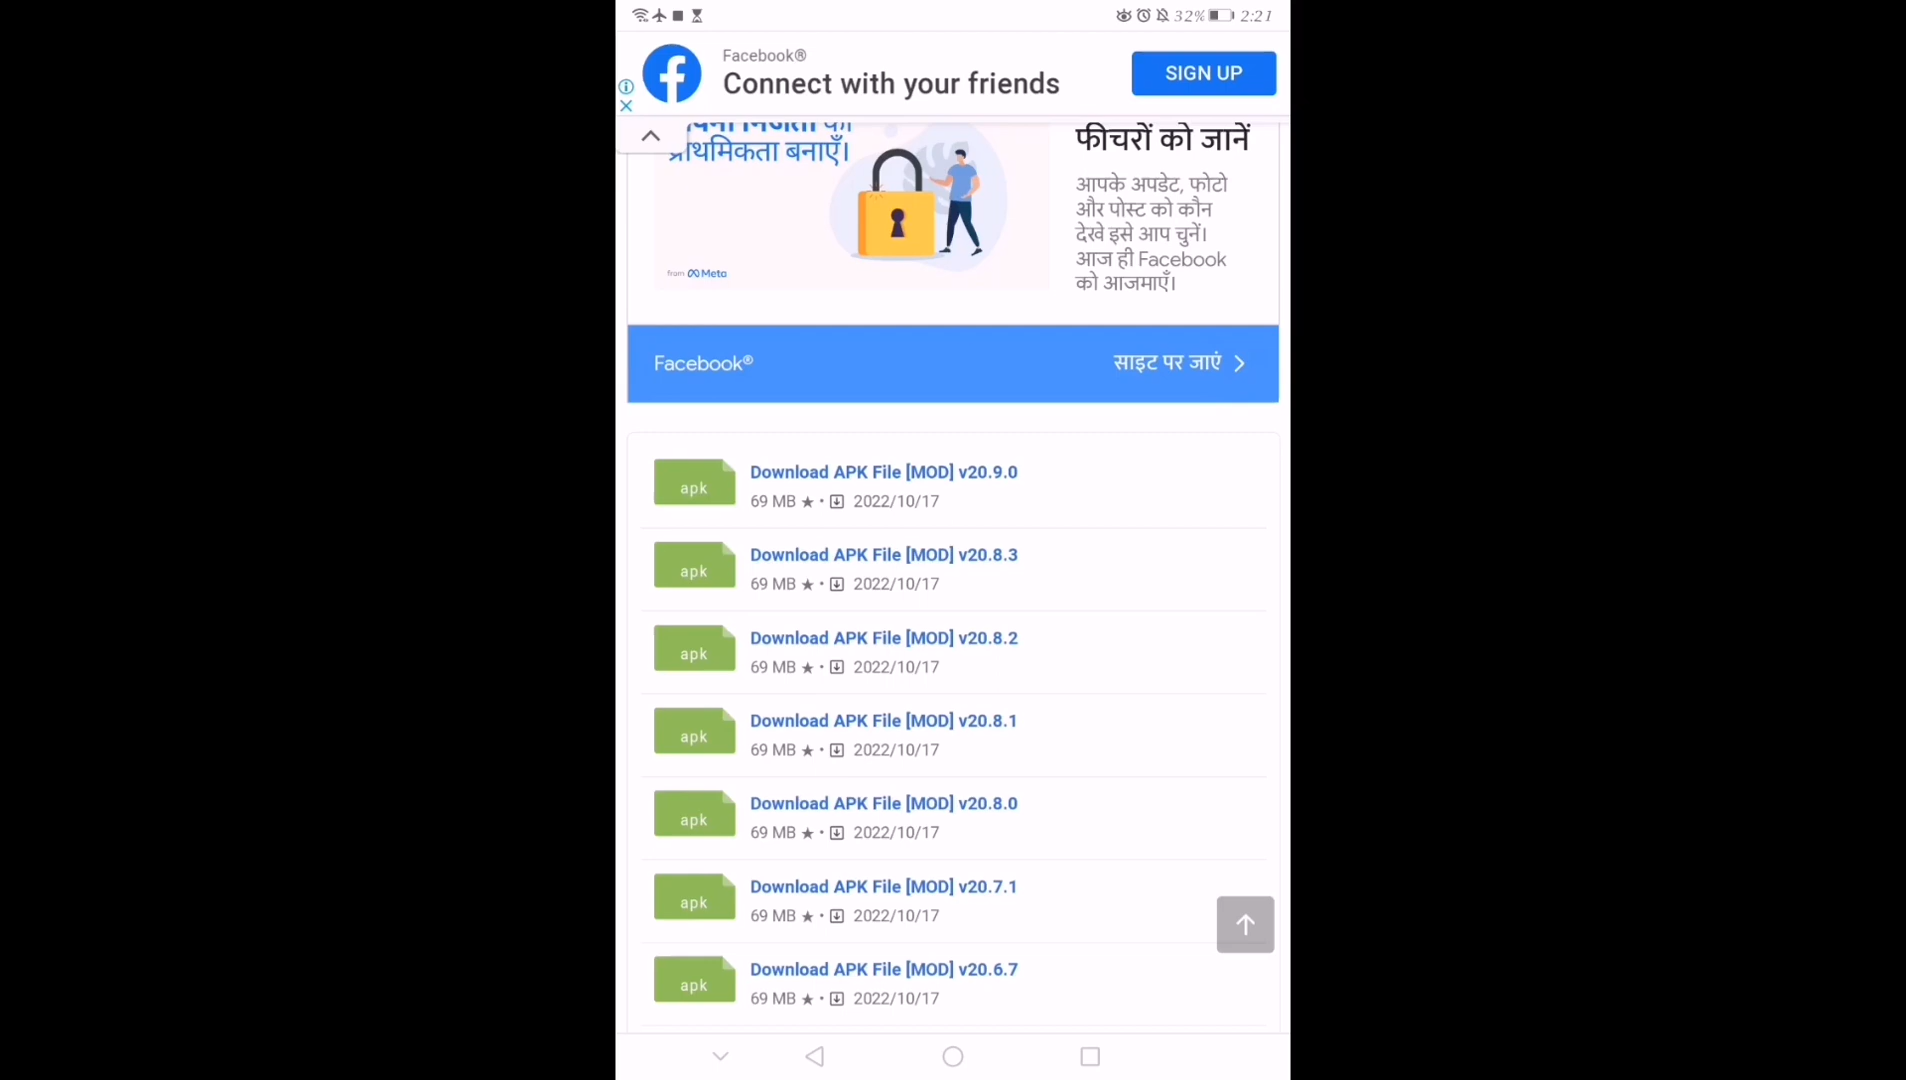 32% 2:21
Facebook®
Connect with your friends
SIGN UP
प्राथमिकता बनाएँ।
from Meta
फीचरों को जानें
आपके अपडेट, फोटो
और पोस्ट को कौन
देखे इसे आप चुनें।
आज ही Facebook
को आजमाएँ।
Facebook®
साइट पर जाएं
apk
Download APK File [MOD] v20.9.0
69 MB ★ • 2022/10/17
apk
Download APK File [MOD] v20.8.3
69 MB ★ • 2022/10/17
apk
Download APK File [MOD] v20.8.2
69 MB ★ • 2022/10/17
apk
Download APK File [MOD] v20.8.1
69 MB ★ • 2022/10/17
apk
Download APK File [MOD] v20.8.0
69 MB ★ • 2022/10/17
apk
Download APK File [MOD] v20.7.1
69 MB ★ • 2022/10/17
apk
Download APK File [MOD] v20.6.7
69 MB ★ • 2022/10/17